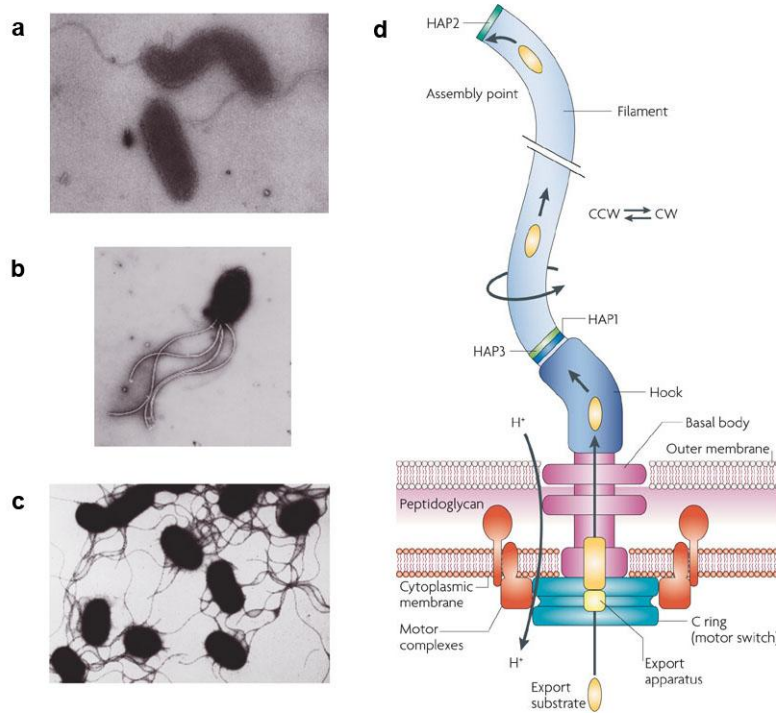 a
b
c
d
HAP2
Assembly point
Filament
CCW ⇌ CW
HAP1
HAP3
Hook
H⁺
Basal body
Outer membrane
Peptidoglycan
Cytoplasmic
membrane
Motor
complexes
C ring
(motor switch)
H⁺
Export
apparatus
Export
substrate